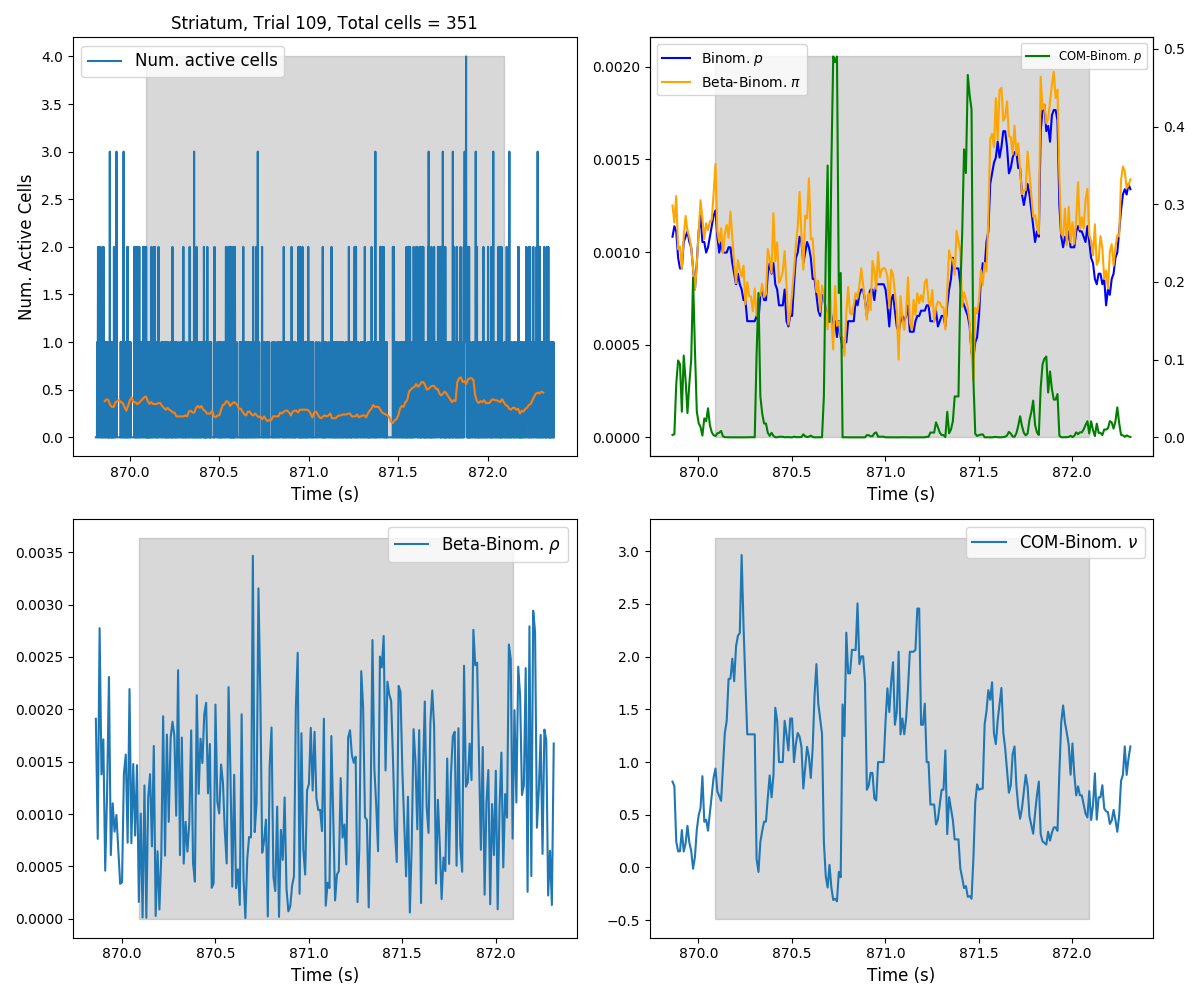 Striatum, Trial 109, Total cells = 351
Num. active cells
Num. Active Cells
4.0
3.5
3.0
2.5
2.0
1.5
1.0
0.5
0.0
870.0 870.5 871.0 871.5 872.0
Time (s)
Binom. p
Beta-Binom. π
COM-Binom. p
0.0020
0.0015
0.0010
0.0005
0.0000
0.5
0.4
0.3
0.2
0.1
0.0
870.0 870.5 871.0 871.5 872.0
Time (s)
Beta-Binom. ρ
0.0035
0.0030
0.0025
0.0020
0.0015
0.0010
0.0005
0.0000
870.0 870.5 871.0 871.5 872.0
Time (s)
COM-Binom. ν
3.0
2.5
2.0
1.5
1.0
0.5
0.0
−0.5
870.0 870.5 871.0 871.5 872.0
Time (s)